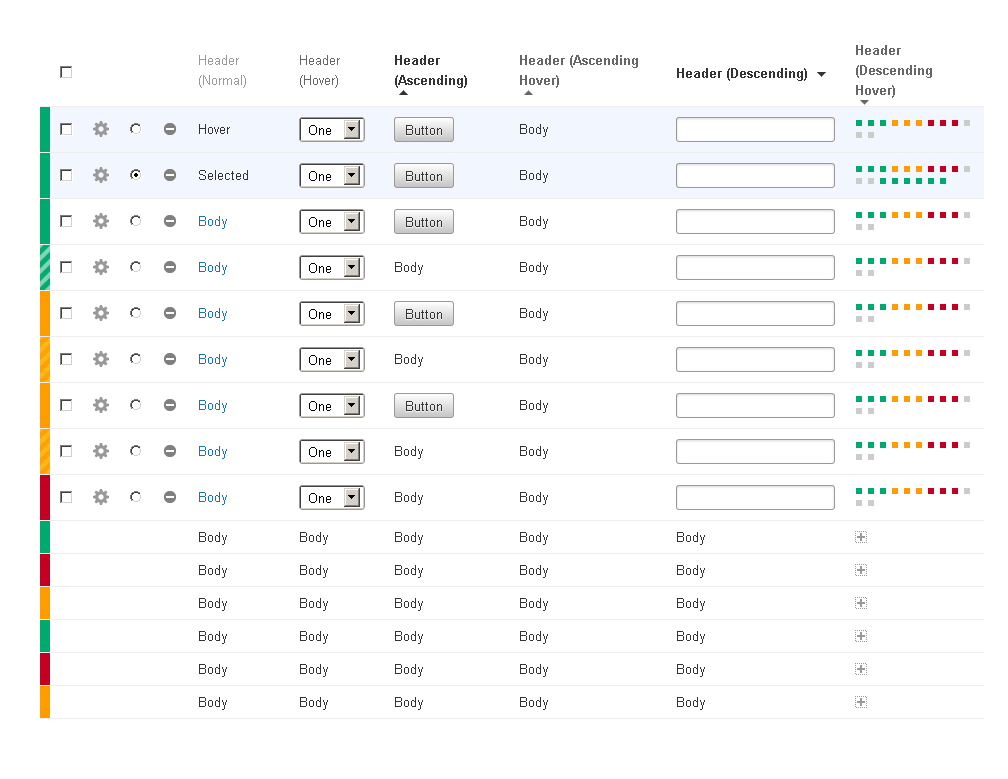 Header (Normal)
Header (Hover)
Header (Ascending)
Header (Ascending Hover)
Header (Descending)
Header (Descending Hover)
Hover One Button Body
Selected One Button Body
Body One Button Body
Body One Body Body
Body One Button Body
Body One Body Body
Body One Button Body
Body One Body Body
Body One Body Body
Body Body Body Body Body
Body Body Body Body Body
Body Body Body Body Body
Body Body Body Body Body
Body Body Body Body Body
Body Body Body Body Body